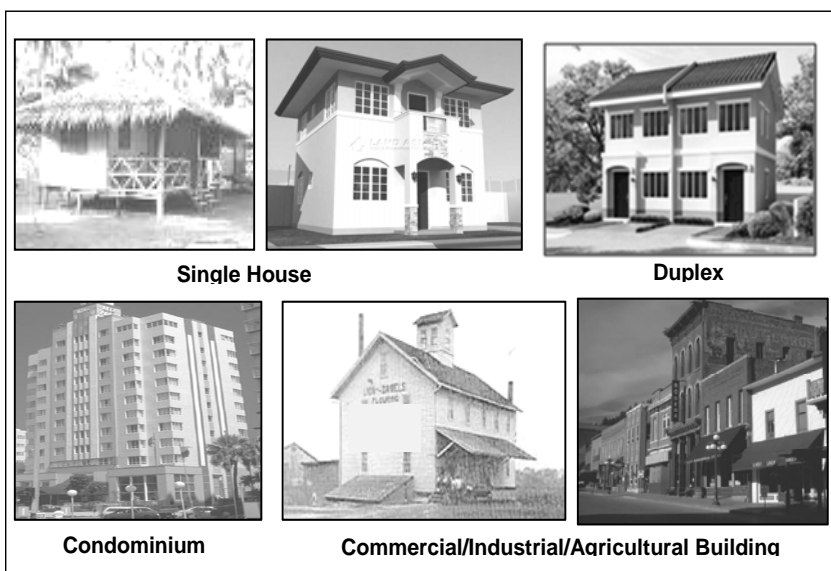 Single House
Duplex
Condominium
Commercial/Industrial/Agricultural Building